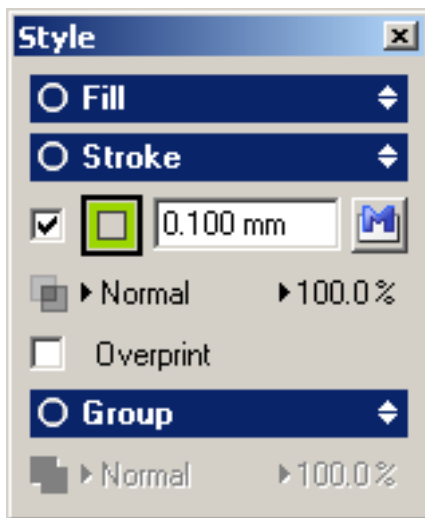 Style
Fill
Stroke
0.100 mm M
Normal 100.0%
Overprint
Group
Normal 100.0%